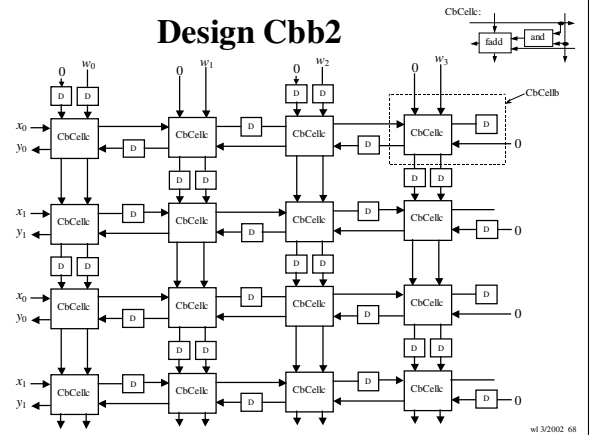 Design Cbb2
CbCellc:
fadd and
0 w0 0 w1 0 w2 0 w3
D D D D
CbCellb
x0 CbCellc CbCellc D CbCellc CbCellc D
y0 D D 0
D D D D
x1 CbCellc D CbCellc CbCellc D CbCellc
y1 D D 0
D D D D
x0 CbCellc CbCellc D CbCellc CbCellc D
y0 D D 0
D D D D
x1 CbCellc D CbCellc CbCellc D CbCellc
y1 D D 0
wl 3/2002 68